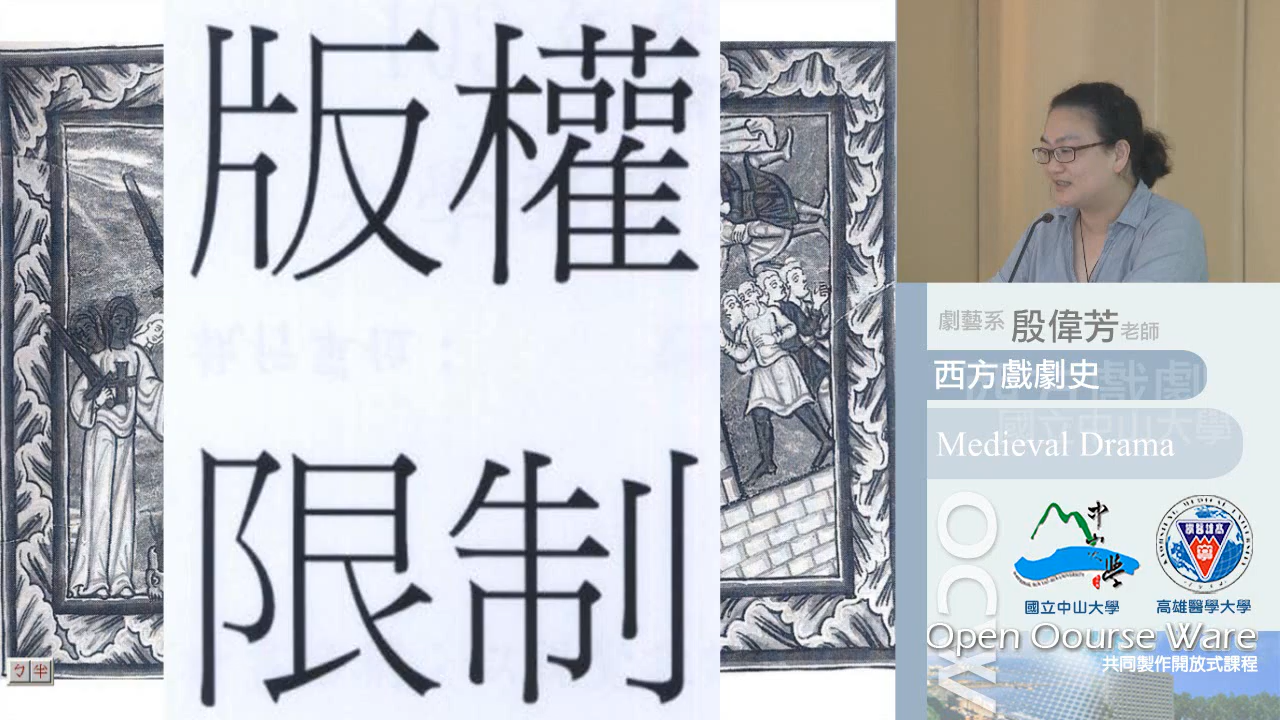 版權
限制
劇藝系 殷偉芳老師
西方戲劇史
Medieval Drama
OCW
國立中山大學
高雄醫學大學
Open Oourse Ware
共同製作開放式課程
ㄅ半